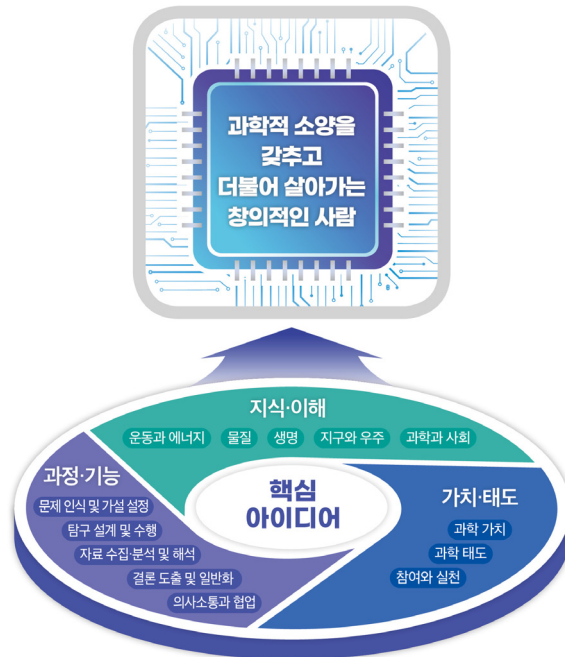 과학적 소양을
갖추고
더불어 살아가는
창의적인 사람
지식·이해
운동과 에너지 물질 생명 지구와 우주 과학과 사회
과정·기능
문제 인식 및 가설 설정
탐구 설계 및 수행
자료 수집·분석 및 해석
결론 도출 및 일반화
의사소통과 협업
핵심
아이디어
가치·태도
과학 가치
과학 태도
참여와 실천